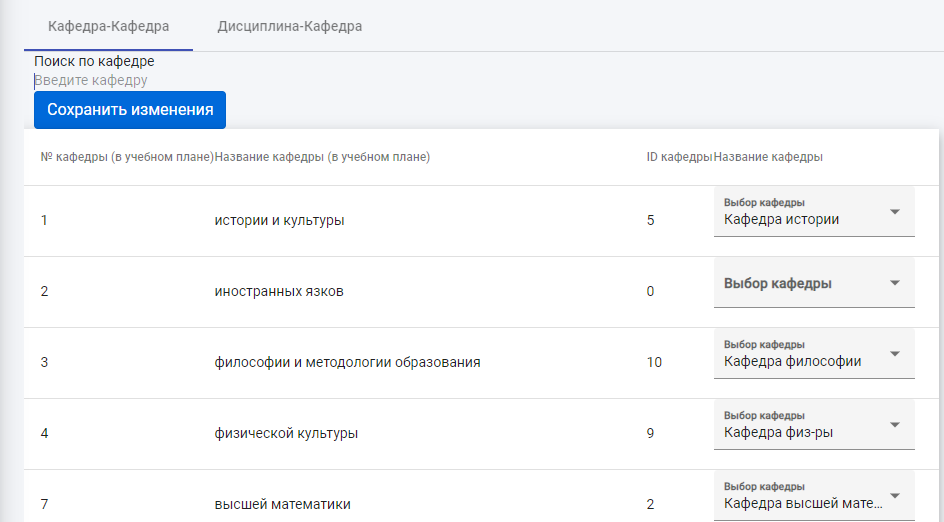 Кафедра-Кафедра Дисциплина-Кафедра
Поиск по кафедре
Введите кафедру
Сохранить изменения
№ кафедры (в учебном плане) Название кафедры (в учебном плане) ID кафедры Название кафедры
Выбор кафедры
1 истории и культуры 5 Кафедра истории
2 иностранных язков 0 Выбор кафедры
Выбор кафедры
3 философии и методологии образования 10 Кафедра философии
Выбор кафедры
4 физической культуры 9 Кафедра физ-ры
Выбор кафедры
7 высшей математики 2 Кафедра высшей мате...